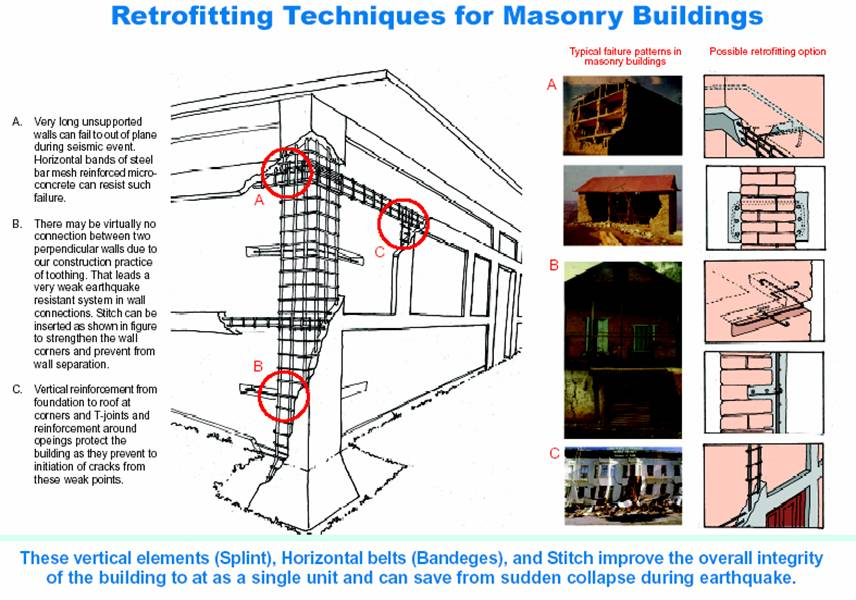 Retrofitting Techniques for Masonry Buildings
A. Very long unsupported
walls can fail to out of plane
during seismic event.
Horizontal bands of steel
bar mesh reinforced micro-
concrete can resist such
failure.
B. There may be virtually no
connection between two
perpendicular walls due to
our construction practice
of toothing. That leads a
very weak earthquake
resistant system in wall
connections. Stitch can be
inserted as shown in figure
to strengthen the wall
corners and prevent from
wall separation.
C. Vertical reinforcement from
foundation to roof at
corners and T-joints and
reinforcement around
opeings protect the
building as they prevent to
initiation of cracks from
these weak points.
A
C
B
Typical faiture patterns in
masonry buildings
Possible retrofitting option
A
B
C
These vertical elements (Splint), Horizontal belts (Bandeges), and Stitch improve the overall integrity
of the building to at as a single unit and can save from sudden collapse during earthquake.